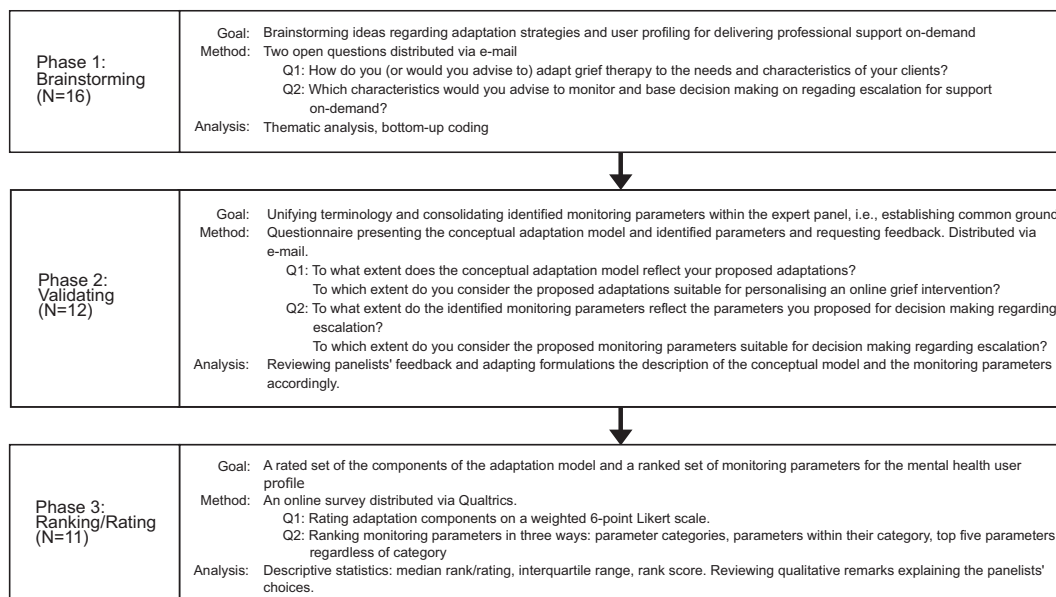 Phase 1:
Brainstorming
(N=16)
Goal: Brainstorming ideas regarding adaptation strategies and user profiling for delivering professional support on-demand
Method: Two open questions distributed via e-mail
Q1: How do you (or would you advise to) adapt grief therapy to the needs and characteristics of your clients?
Q2: Which characteristics would you advise to monitor and base decision making on regading escalation for support
on-demand?
Analysis: Thematic analysis, bottom-up coding
Phase 2:
Validating
(N=12)
Goal: Unifying terminology and consolidating identified monitoring parameters within the expert panel, i.e., establishing common ground
Method: Questionnaire presenting the conceptual adaptation model and identified parameters and requesting feedback. Distributed via
e-mail.
Q1: To what extent does the conceptual adaptation model reflect your proposed adaptations?
To which extent do you consider the proposed adaptations suitable for personalising an online grief intervention?
Q2: To what extent do the identified monitoring parameters reflect the parameters you proposed for decision making regarding
escalation?
To which extent do you consider the proposed monitoring parameters suitable for decision making regarding escalation?
Analysis: Reviewing panelists' feedback and adapting formulations the description of the conceptual model and the monitoring parameters
accordingly.
Phase 3:
Ranking/Rating
(N=11)
Goal: A rated set of the components of the adaptation model and a ranked set of monitoring parameters for the mental health user
profile
Method: An online survey distributed via Qualtrics.
Q1: Rating adaptation components on a weighted 6-point Likert scale.
Q2: Ranking monitoring parameters in three ways: parameter categories, parameters within their category, top five parameters
regardless of category
Analysis: Descriptive statistics: median rank/rating, interquartile range, rank score. Reviewing qualitative remarks explaining the panelists'
choices.